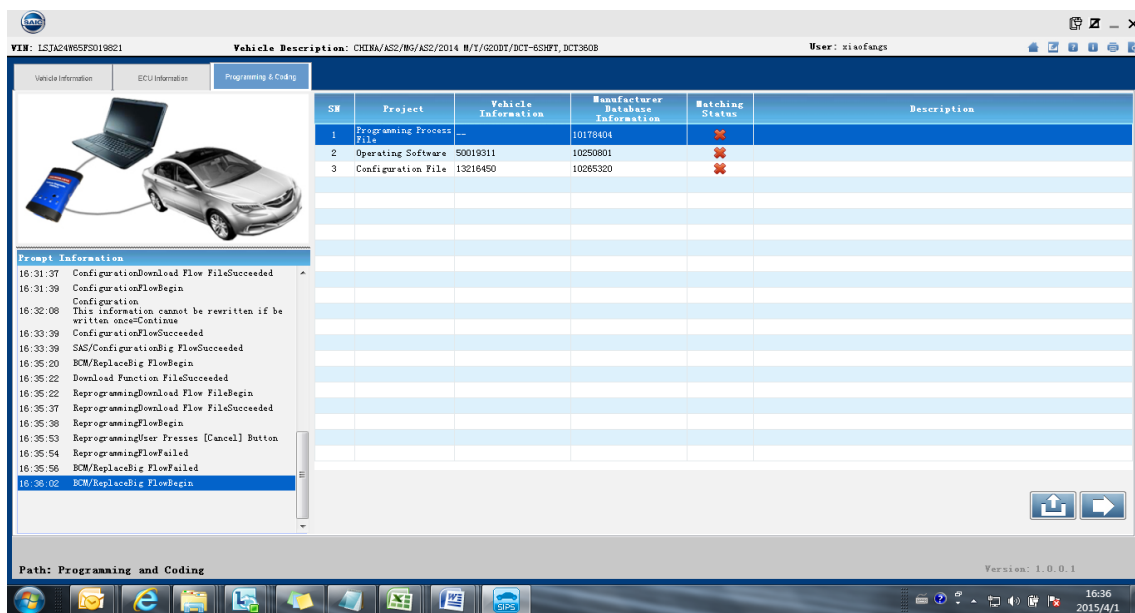 SAIC
VIN: LSJA24W65FS019821
Vehicle Description: CHINA/AS2/MG/AS2/2014 M/Y/G20DT/DCT-6SHFT,DCT360B
User: xiaofangs
Vehicle Information
ECU Information
Programming & Coding
SN
Project
Vehicle
Information
Manufacturer
Database
Information
Matching
Status
Description
1 Programming Process
File -- 10178404
2 Operating Software 50019311 10250801
3 Configuration File 13216450 10265320
Prompt Information
16:31:37 ConfigurationDownload Flow FileSucceeded
16:31:39 ConfigurationFlowBegin
16:32:08 Configuration
This information cannot be rewritten if be
written once=Continue
16:33:39 ConfigurationFlowSucceeded
16:33:39 SAS/ConfigurationBig FlowSucceeded
16:35:20 BCM/ReplaceBig FlowBegin
16:35:22 Download Function FileSucceeded
16:35:22 ReprogrammingDownload Flow FileBegin
16:35:37 ReprogrammingDownload Flow FileSucceeded
16:35:38 ReprogrammingFlowBegin
16:35:53 ReprogrammingUser Presses [Cancel] Button
16:35:54 ReprogrammingFlowFailed
16:35:56 BCM/ReplaceBig FlowFailed
16:36:02 BCM/ReplaceBig FlowBegin
Path: Programming and Coding
Version: 1.0.0.1
SIPS
16:36
2015/4/1